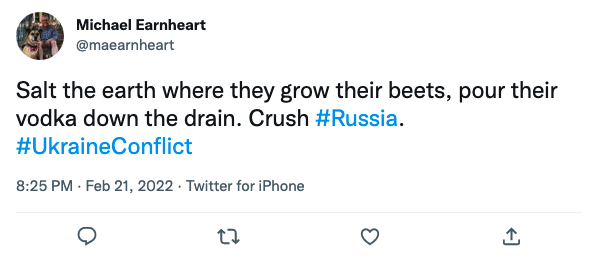 Michael Earnheart
@maearnheart
Salt the earth where they grow their beets, pour their
vodka down the drain. Crush #Russia.
#UkraineConflict
8:25 PM · Feb 21, 2022 · Twitter for iPhone